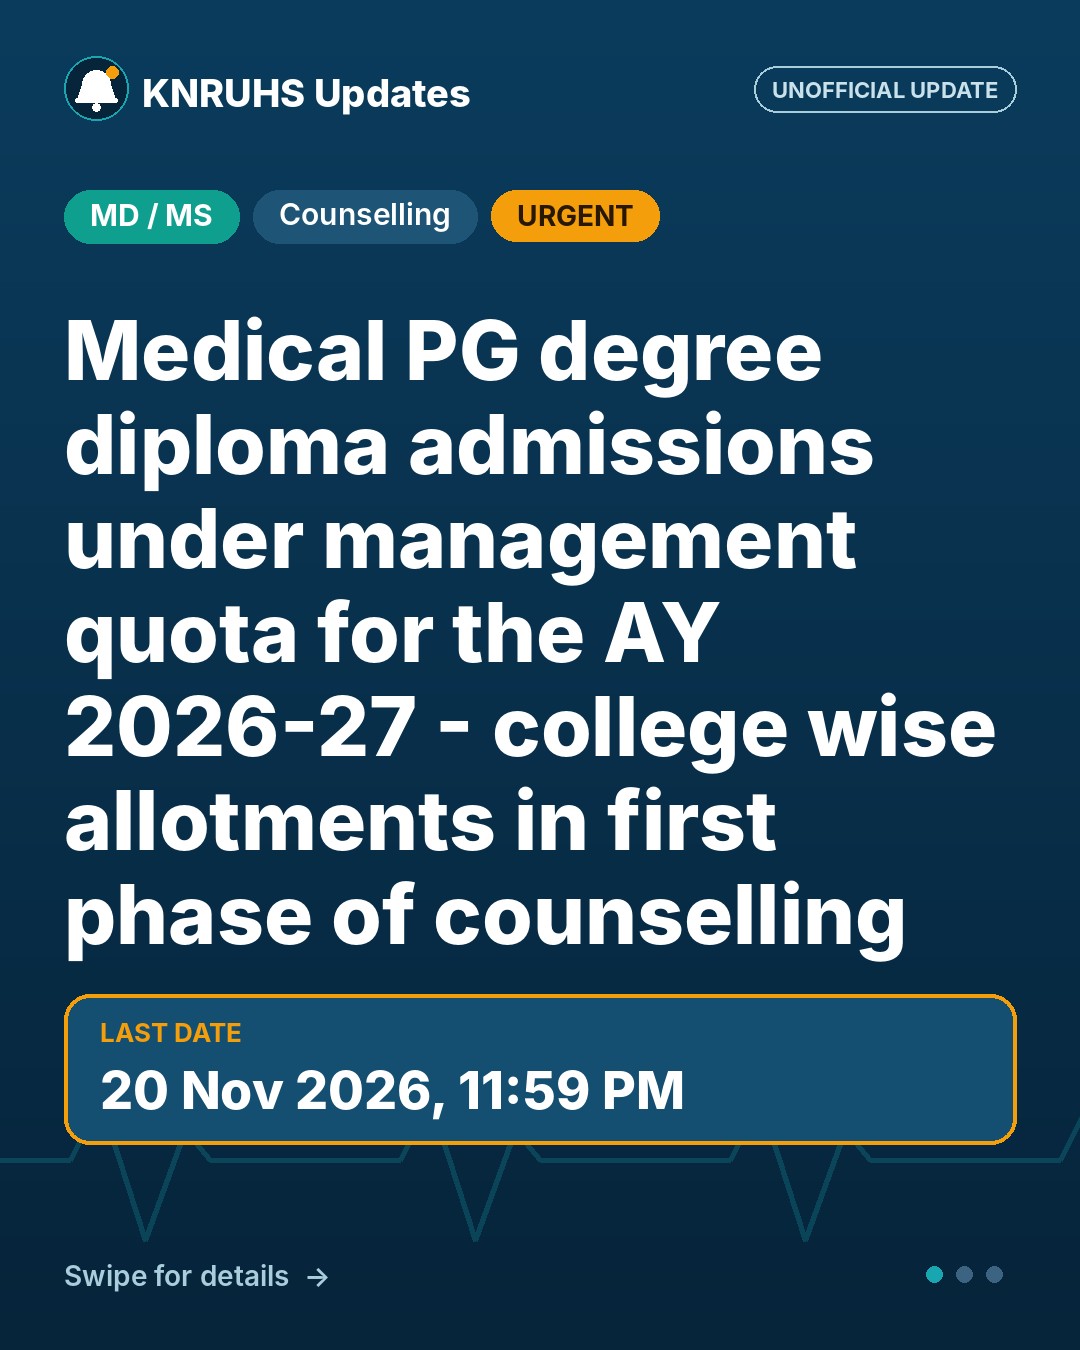 KNRUHS Updates
UNOFFICIAL UPDATE
MD / MS
Counselling
URGENT
Medical PG degree
diploma admissions
under management
quota for the AY
2026-27 - college wise
allotments in first
phase of counselling
LAST DATE
20 Nov 2026, 11:59 PM
Swipe for details →